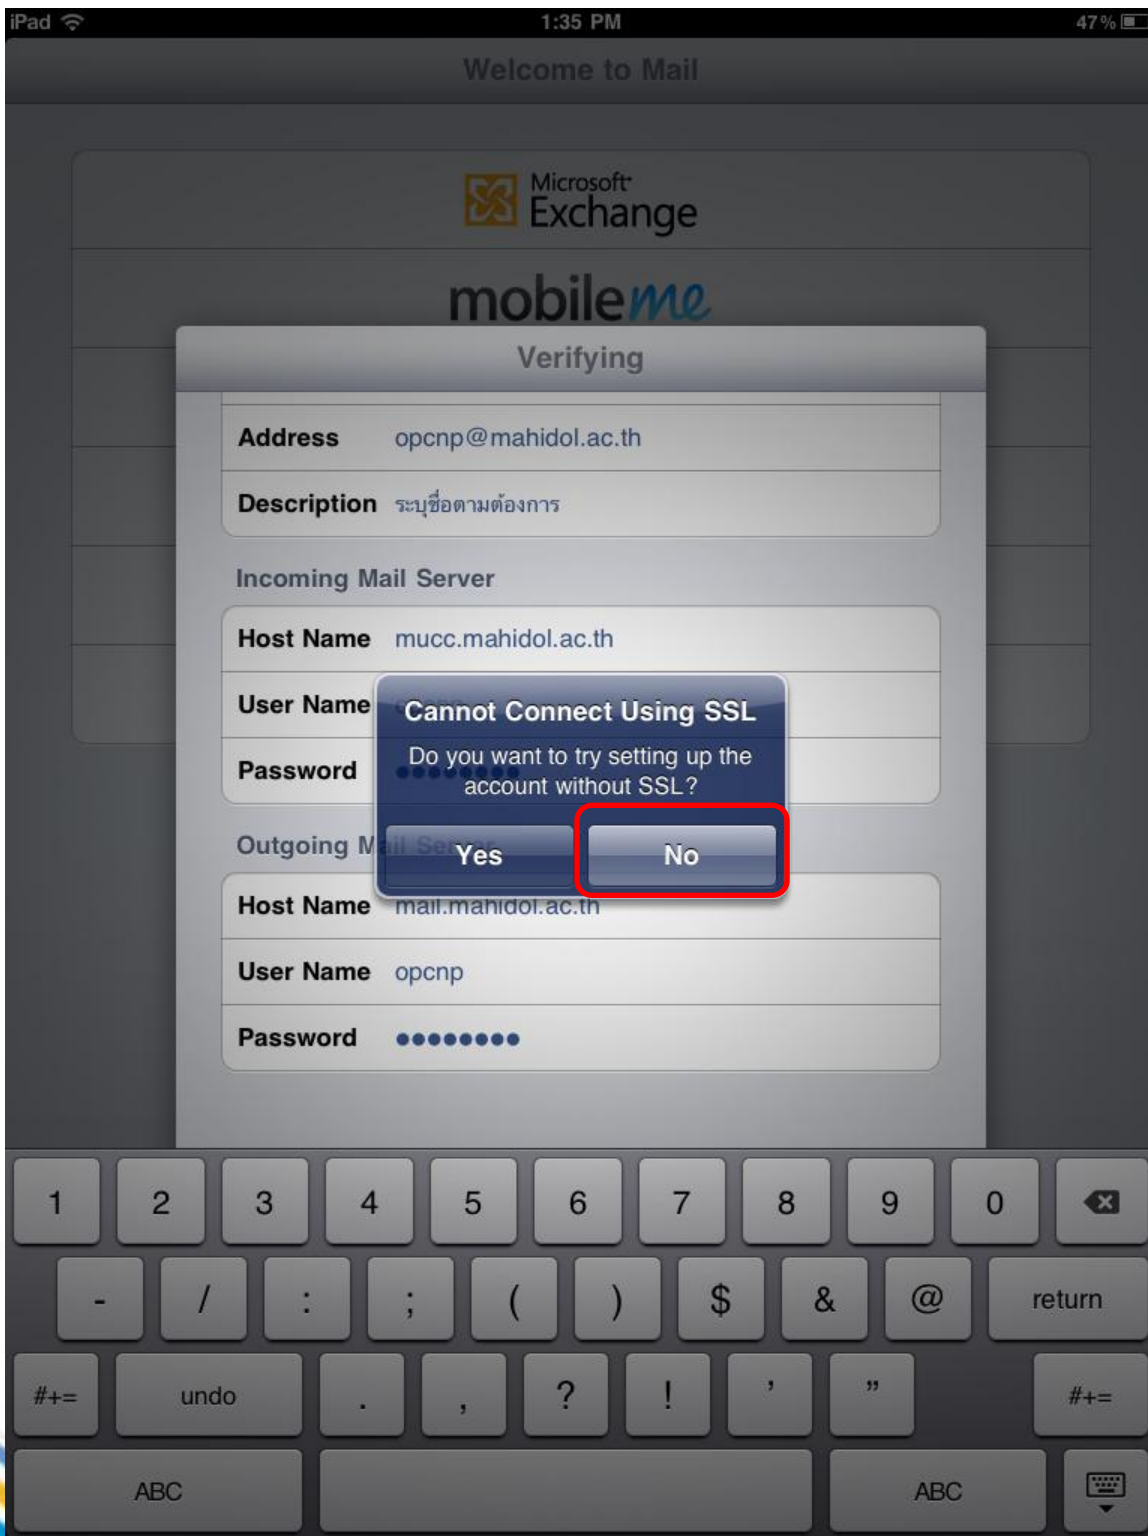 iPad 1:35 PM 47%
Welcome to Mail
Microsoft
Exchange
mobileme
Verifying
Address opcnp@mahidol.ac.th
Description ระบุชื่อตามต้องการ
Incoming Mail Server
Host Name mucc.mahidol.ac.th
User Name
Cannot Connect Using SSL
Do you want to try setting up the
account without SSL?
Password ●●●●●●●●
Outgoing Mail Server
Yes No
Host Name mail.mahidol.ac.th
User Name opcnp
Password ●●●●●●●●
1 2 3 4 5 6 7 8 9 0
- / : ; ( ) $ & @ return
#+= undo . , ? ! ' " #+=
ABC ABC